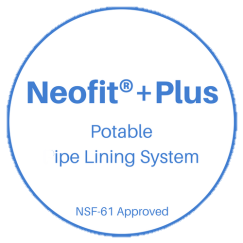 Neofit®+Plus
Potable
ipe Lining System
NSF-61 Approved